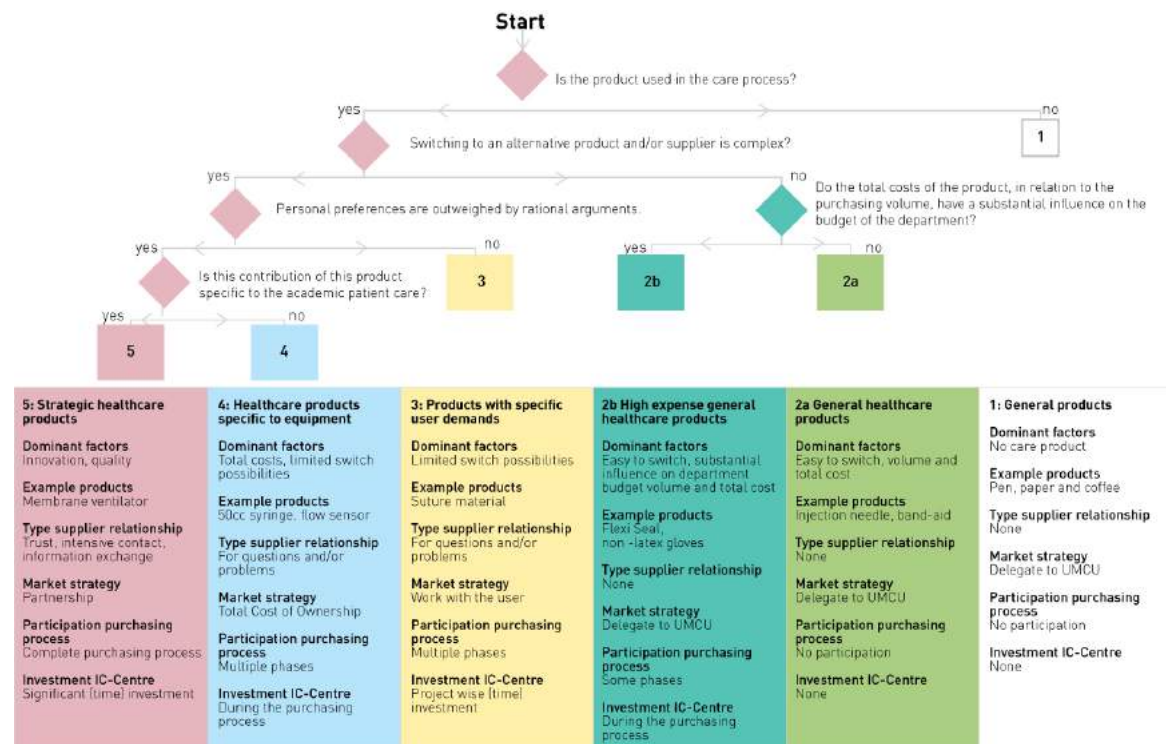 Start
Is the product used in the care process?
yes
no
1
Switching to an alternative product and/or supplier is complex?
yes
no
Do the total costs of the product, in relation to the
purchasing volume, have a substantial influence on the
budget of the department?
Personal preferences are outweighed by rational arguments.
yes
no
yes
no
3
2b
2a
Is this contribution of this product
specific to the academic patient care?
yes
no
5
4
5: Strategic healthcare
products
Dominant factors
Innovation, quality
Example products
Membrane ventilator
Type supplier relationship
Trust, intensive contact,
information exchange
Market strategy
Partnership
Participation purchasing
process
Complete purchasing process
Investment IC-Centre
Significant (time) investment
4: Healthcare products
specific to equipment
Dominant factors
Total costs, limited switch
possibilities
Example products
50cc syringe, flow sensor
Type supplier relationship
For questions and/or
problems
Market strategy
Total Cost of Ownership
Participation purchasing
process
Multiple phases
Investment IC-Centre
During the purchasing
process
3: Products with specific
user demands
Dominant factors
Limited switch possibilities
Example products
Suture material
Type supplier relationship
For questions and/or
problems
Market strategy
Work with the user
Participation purchasing
process
Multiple phases
Investment IC-Centre
Project wise (time)
investment
2b High expense general
healthcare products
Dominant factors
Easy to switch, substantial
influence on department
budget volume and total cost
Example products
Flexi Seal,
non -latex gloves
Type supplier relationship
None
Market strategy
Delegate to UMCU
Participation purchasing
process
Some phases
Investment IC-Centre
During the purchasing
process
2a General healthcare
products
Dominant factors
Easy to switch, volume and
total cost
Example products
Injection needle, band-aid
Type supplier relationship
None
Market strategy
Delegate to UMCU
Participation purchasing
process
No participation
Investment IC-Centre
None
1: General products
Dominant factors
No care product
Example products
Pen, paper and coffee
Type supplier relationship
None
Market strategy
Delegate to UMCU
Participation purchasing
process
No participation
Investment IC-Centre
None